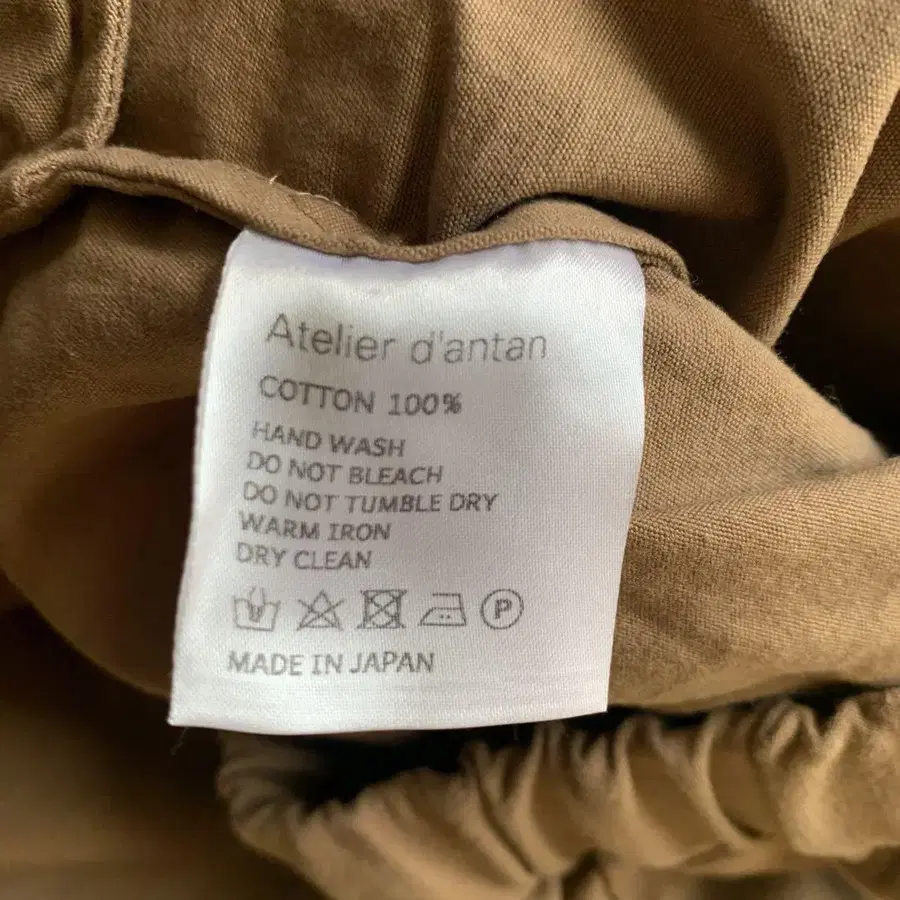 Atelier d'antan
COTTON 100%
HAND WASH
DO NOT BLEACH
DO NOT TUMBLE DRY
WARM IRON
DRY CLEAN
P
MADE IN JAPAN